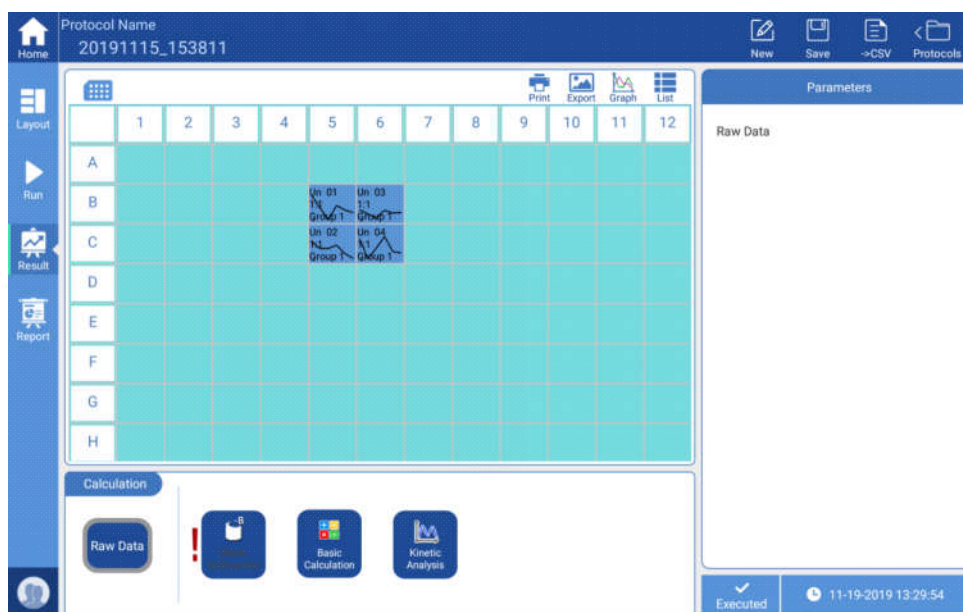 Protocol Name
20191115_153811
Home
New
Save
->CSV
Protocols
Layout
Run
Result
Report
Print
Export
Graph
List
1 2 3 4 5 6 7 8 9 10 11 12
A
B
C
D
E
F
G
H
Un 01
1:1
Group 1
Un 03
1:1
Group 1
Un 02
1:1
Group 1
Un 04
1:1
Group 1
Parameters
Raw Data
Calculation
Raw Data
!
-B
Basic
Calculation
Kinetic
Analysis
Executed
11-19-2019 13:29:54